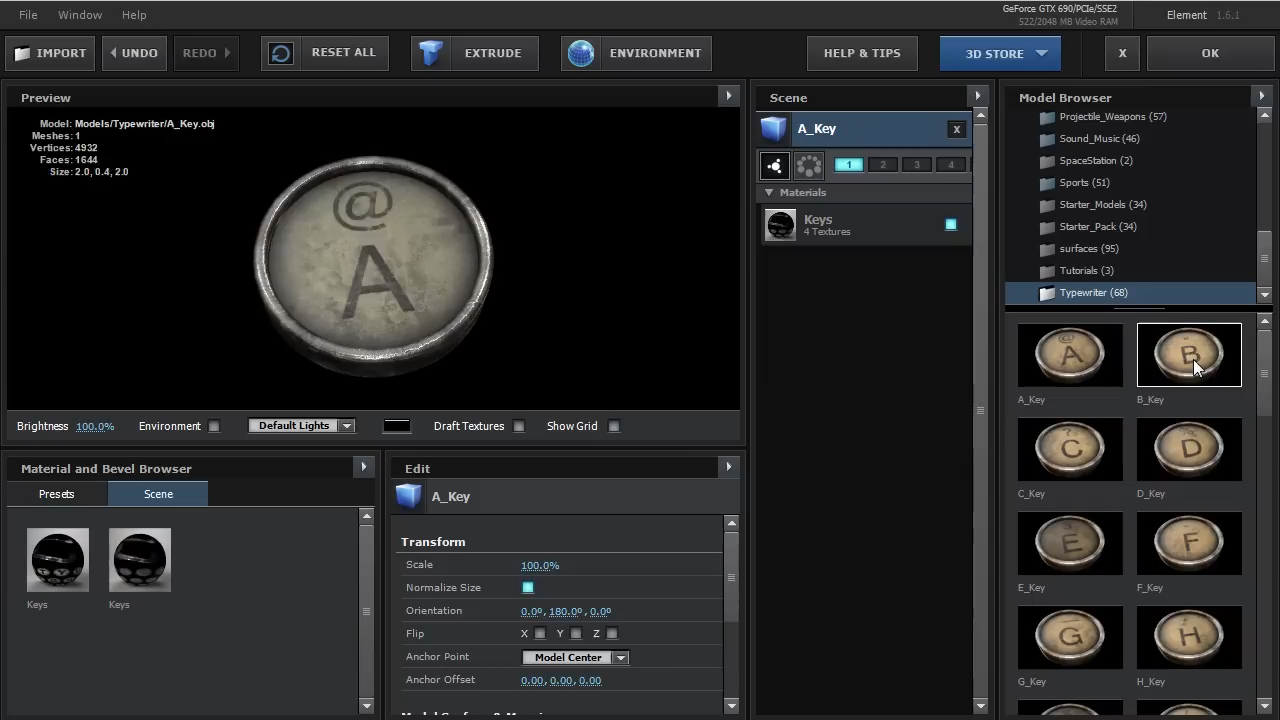 File Window Help
GeForce GTX 690/PCIe/SSE2
522/2048 MB Video RAM
Element 1.6.1
IMPORT UNDO REDO RESET ALL EXTRUDE ENVIRONMENT HELP & TIPS 3D STORE X OK
Preview
Model: Models/Typewriter/A_Key.obj
Meshes: 1
Vertices: 4932
Faces: 1644
Size: 2.0, 0.4, 2.0
@
A
Brightness 100.0% Environment Default Lights Draft Textures Show Grid
Material and Bevel Browser
Presets Scene
Keys Keys
Edit
A_Key
Transform
Scale 100.0%
Normalize Size
Orientation 0.0º, 180.0º, 0.0º
Flip X Y Z
Anchor Point Model Center
Anchor Offset 0.00, 0.00, 0.00
Scene
A_Key x
1 2 3 4
Materials
Keys
4 Textures
Model Browser
Projectile_Weapons (57)
Sound_Music (46)
SpaceStation (2)
Sports (51)
Starter_Models (34)
Starter_Pack (34)
surfaces (95)
Tutorials (3)
Typewriter (68)
A B
A_Key B_Key
C D
C_Key D_Key
E F
E_Key F_Key
G H
G_Key H_Key